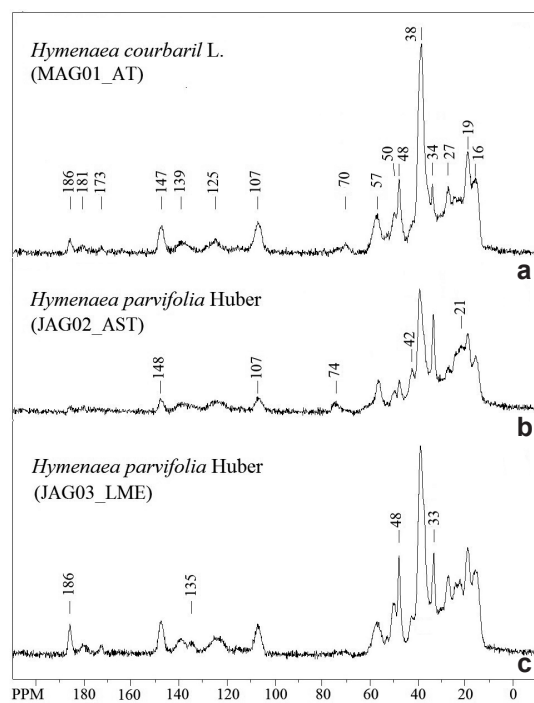 Hymenaea courbaril L.
(MAG01_AT)
186 181 173 147 139 125 107 70 57 50 48 38 34 27 19 16
a
Hymenaea parvifolia Huber
(JAG02_AST)
148 107 74 42 21
b
Hymenaea parvifolia Huber
(JAG03_LME)
186 135 48 33
c
PPM 180 160 140 120 100 80 60 40 20 0